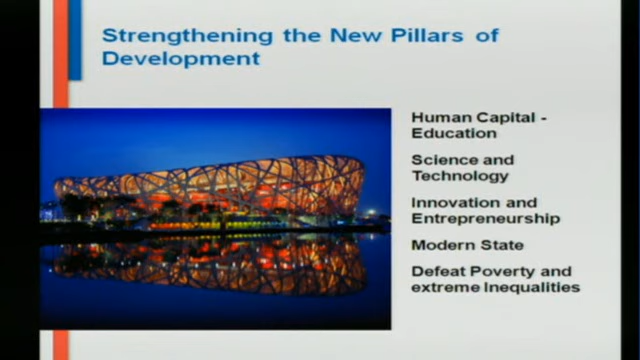 Strengthening the New Pillars of
Development
Human Capital -
Education
Science and
Technology
Innovation and
Entrepreneurship
Modern State
Defeat Poverty and
extreme Inequalities